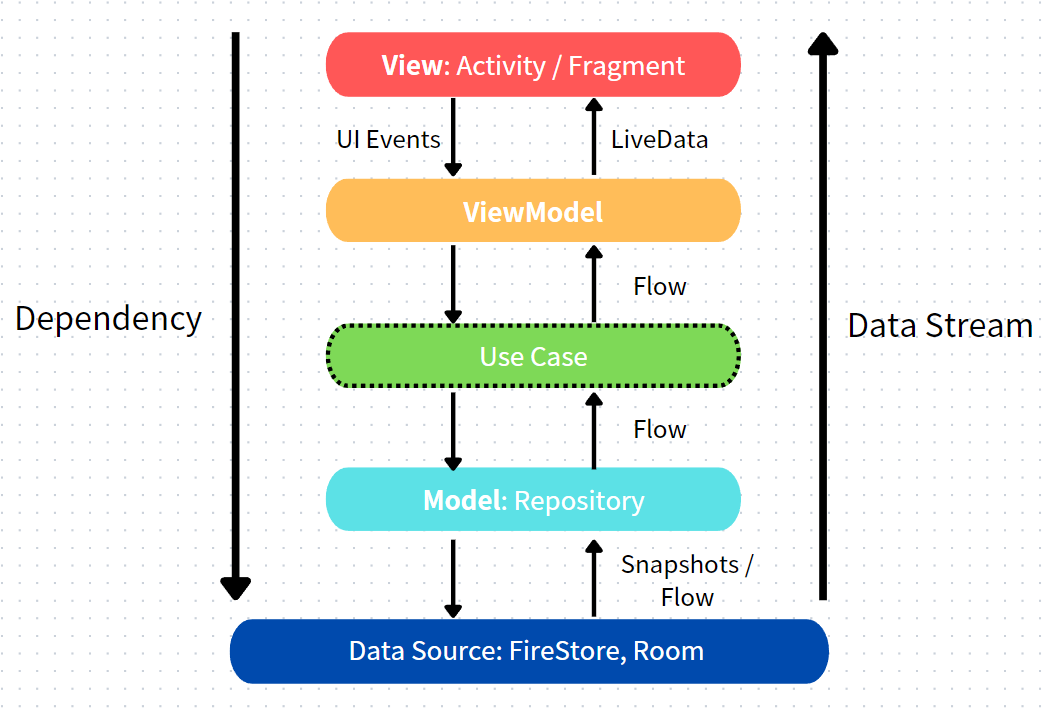 View: Activity / Fragment
UI Events
LiveData
ViewModel
Flow
Dependency
Data Stream
Use Case
Flow
Model: Repository
Snapshots /
Flow
Data Source: FireStore, Room